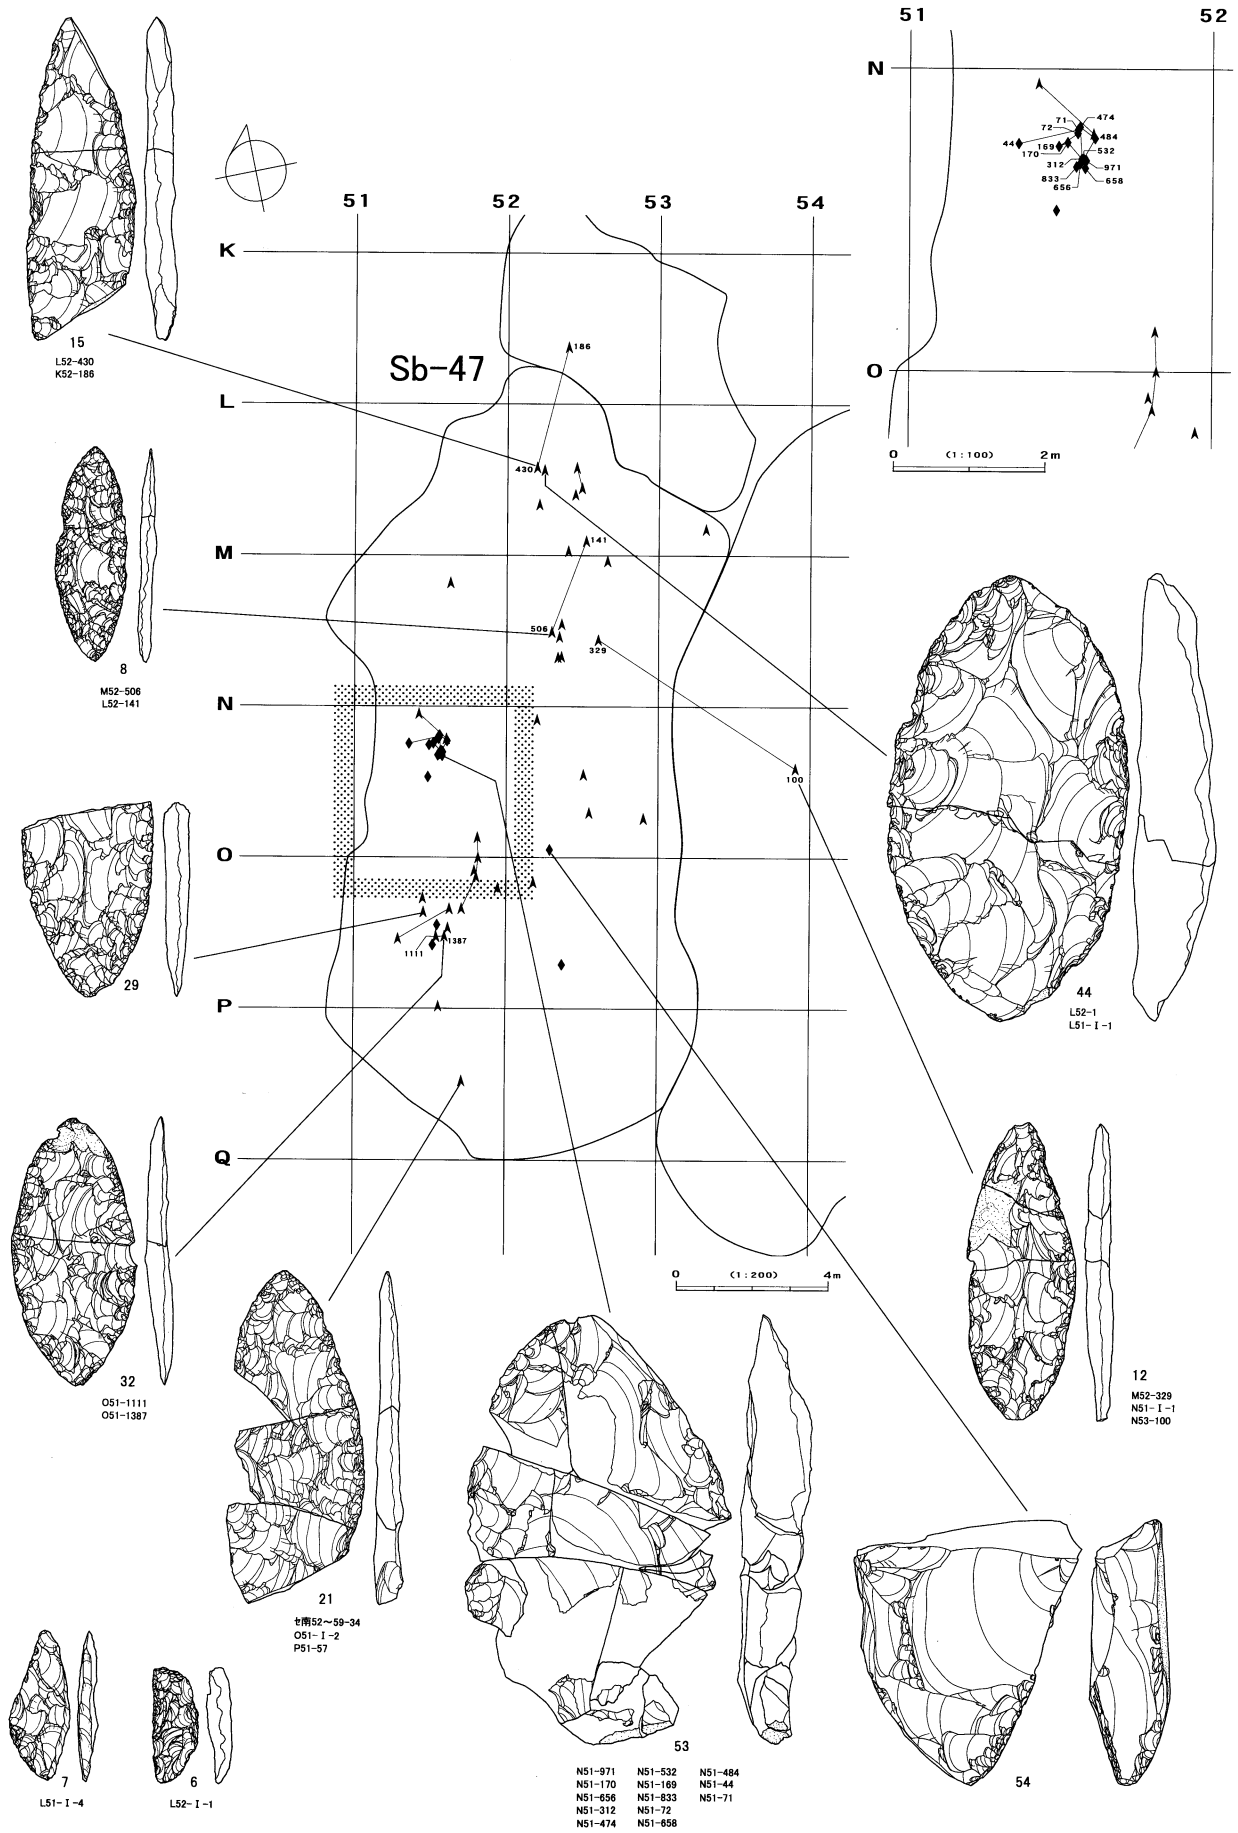 51 52
N
71 474
72 484
44
169 532
170
312 971
833 658
656
O
0 (1:100) 2m
15
L52-430
K52-186
51 52 53 54
K
186
Sb-47
L
430
141
M
506
329
8
M52-506
L52-141
N
100
O
29
1387
1111
P
44
L52-1
L51-I-1
Q
0 (1:200) 4m
32
O51-1111
O51-1387
12
M52-329
N51-I-1
N53-100
21
セ南52～59-34
O51-I-2
P51-57
53
N51-971 N51-532 N51-484
N51-170 N51-169 N51-44
N51-656 N51-833 N51-71
N51-312 N51-72
N51-474 N51-658
54
7
L51-I-4
6
L52-I-1